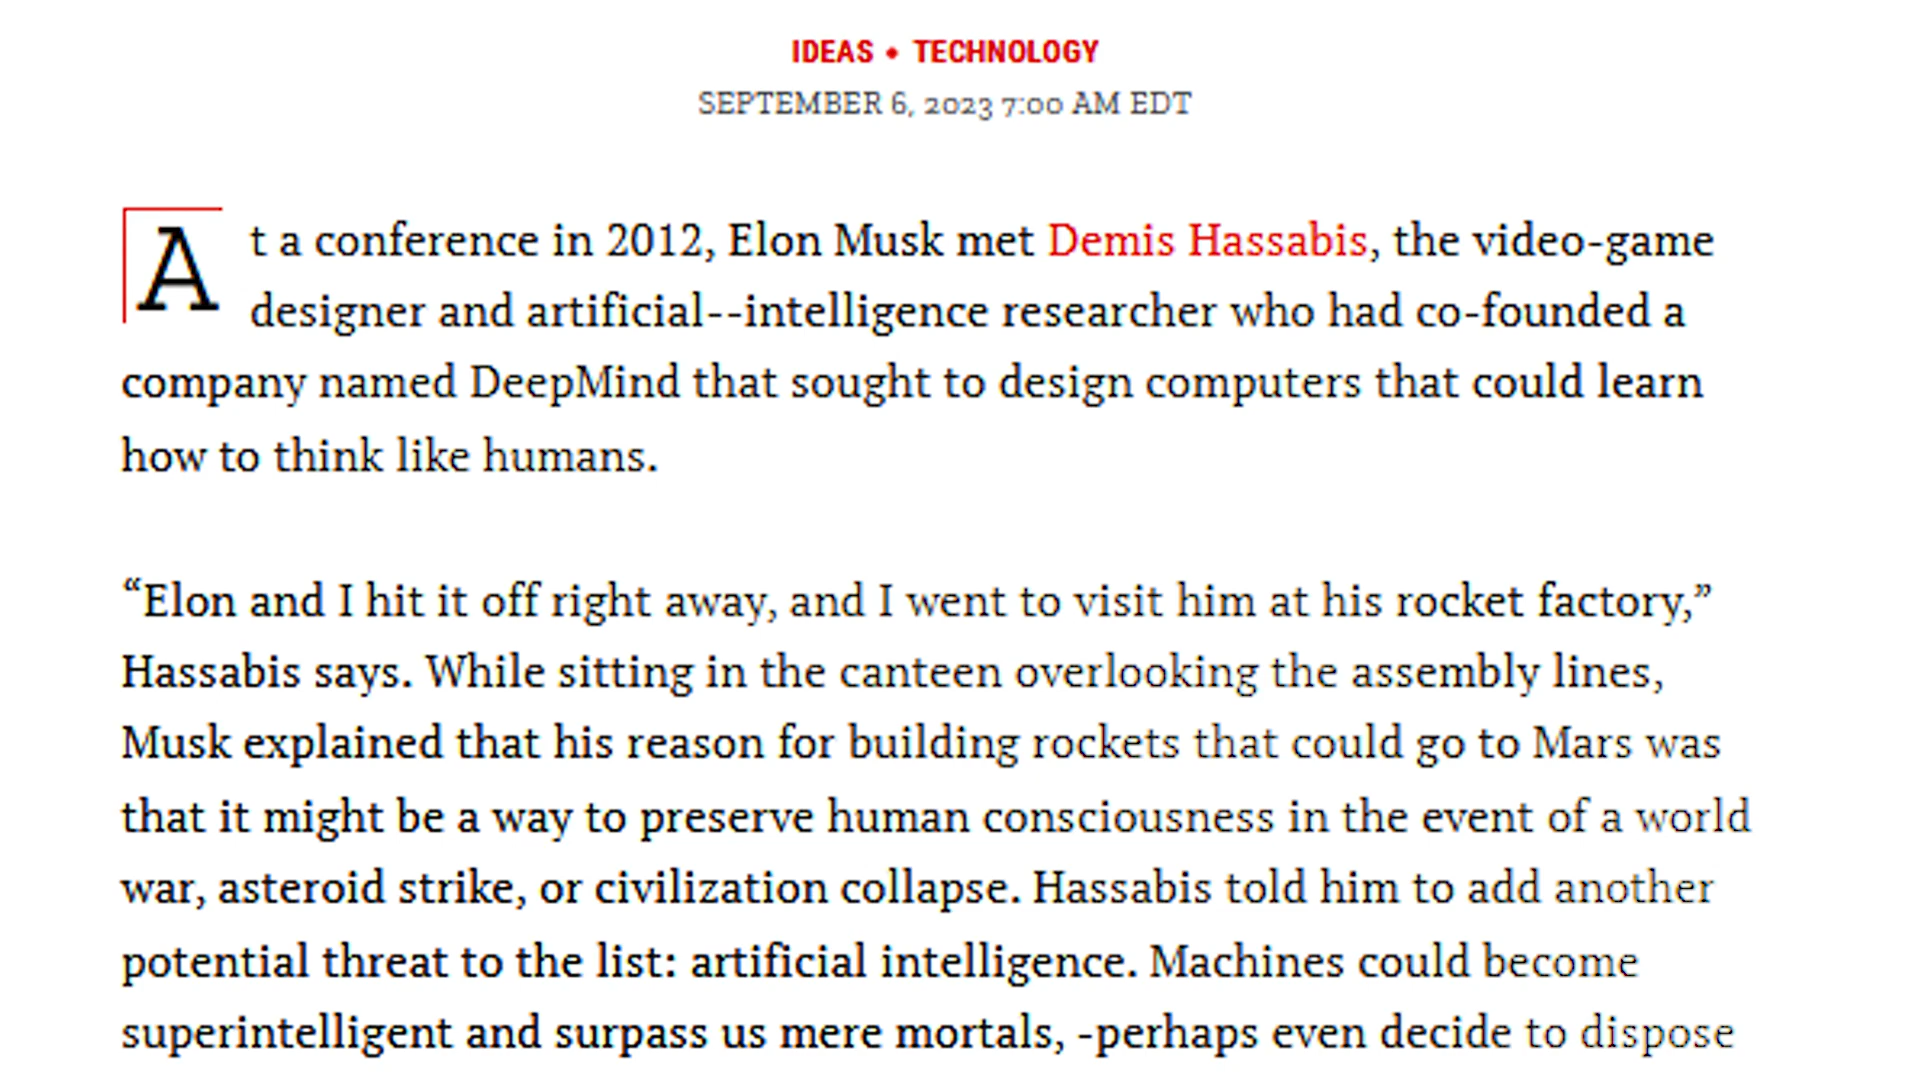 IDEAS • TECHNOLOGY
SEPTEMBER 6, 2023 7:00 AM EDT
At a conference in 2012, Elon Musk met Demis Hassabis, the video-game
designer and artificial--intelligence researcher who had co-founded a
company named DeepMind that sought to design computers that could learn
how to think like humans.
“Elon and I hit it off right away, and I went to visit him at his rocket factory,”
Hassabis says. While sitting in the canteen overlooking the assembly lines,
Musk explained that his reason for building rockets that could go to Mars was
that it might be a way to preserve human consciousness in the event of a world
war, asteroid strike, or civilization collapse. Hassabis told him to add another
potential threat to the list: artificial intelligence. Machines could become
superintelligent and surpass us mere mortals, -perhaps even decide to dispose